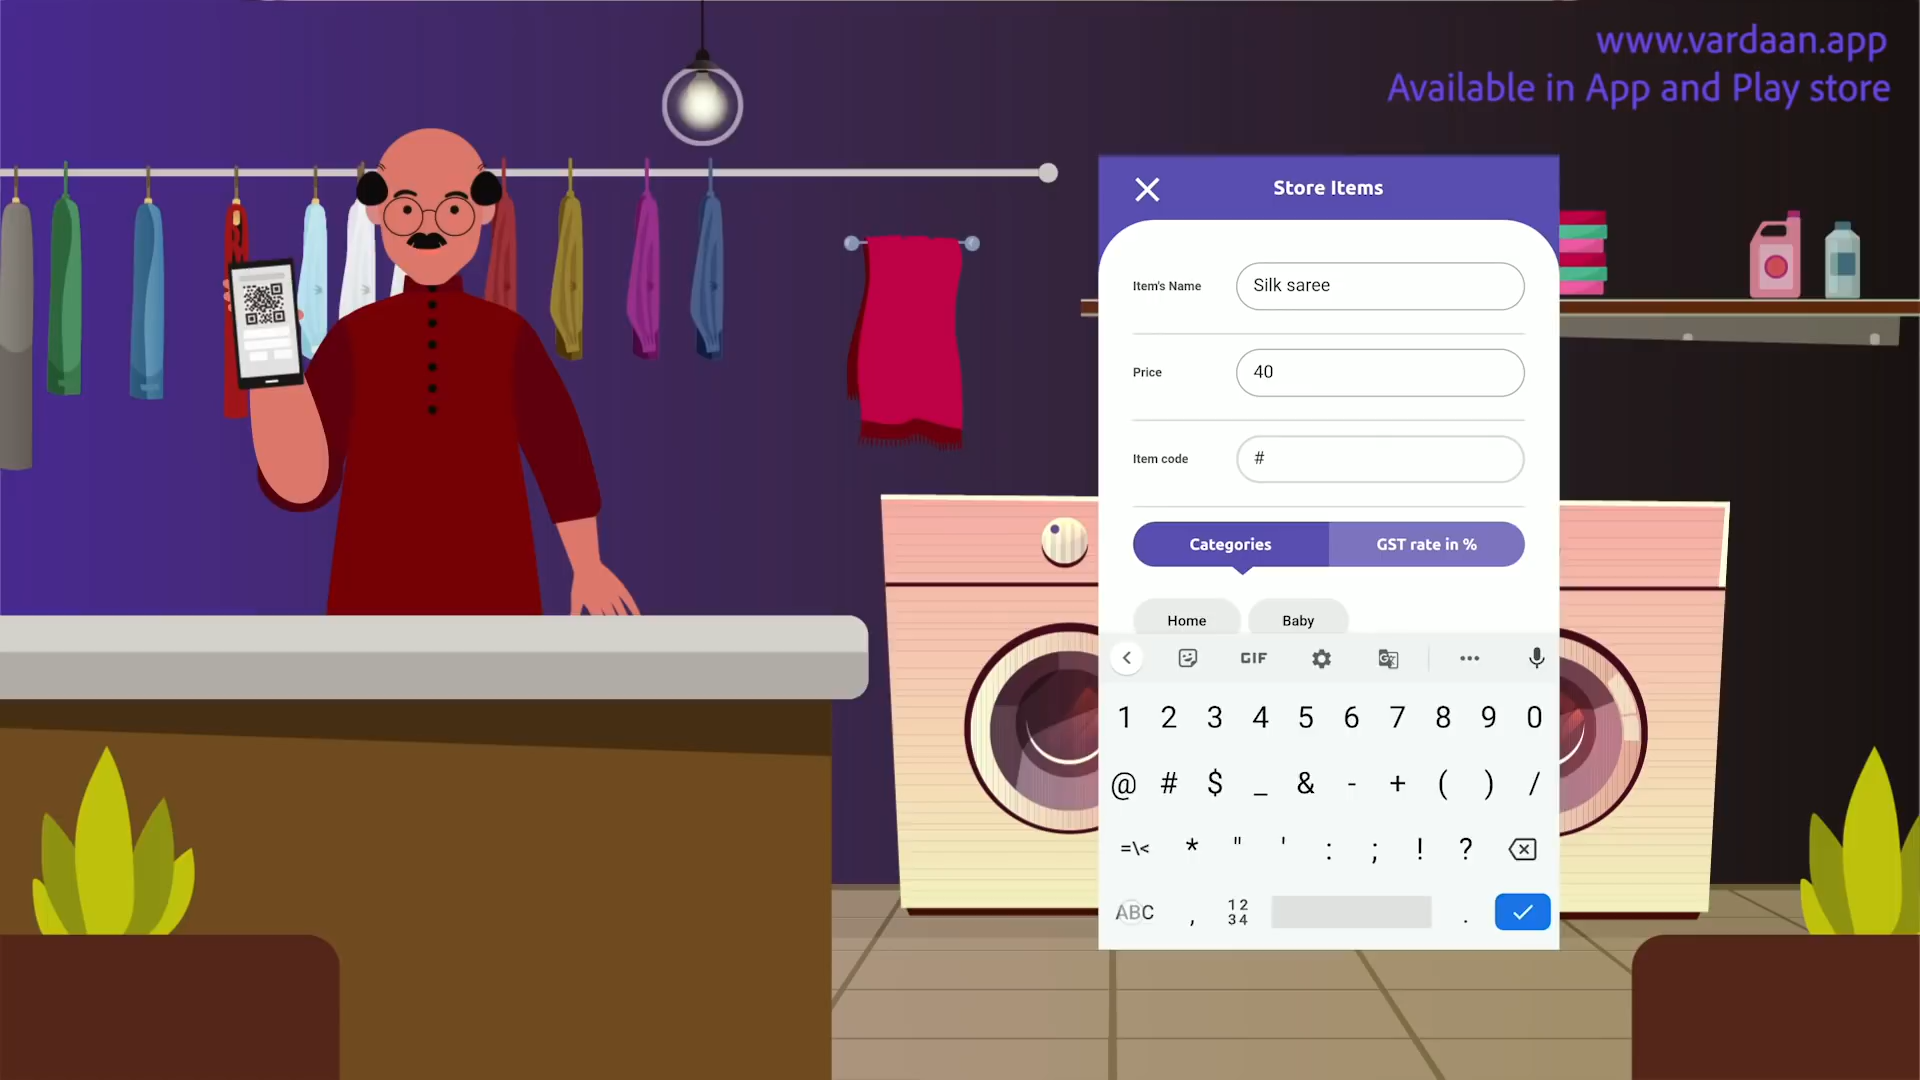 www.vardaan.app
Available in App and Play store
Store Items
Item's Name
Silk saree
Price
40
Item code
#
Categories
GST rate in %
Home
Baby
GIF
1 2 3 4 5 6 7 8 9 0
@ # $ _ & - + ( ) /
=\< * " ' : ; ! ?
ABC , 12 34 .